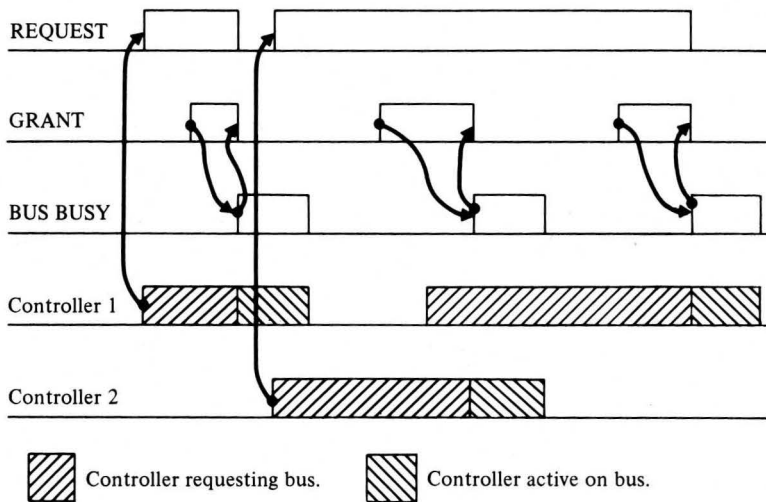 REQUEST
GRANT
BUS BUSY
Controller 1
Controller 2
Controller requesting bus.
Controller active on bus.